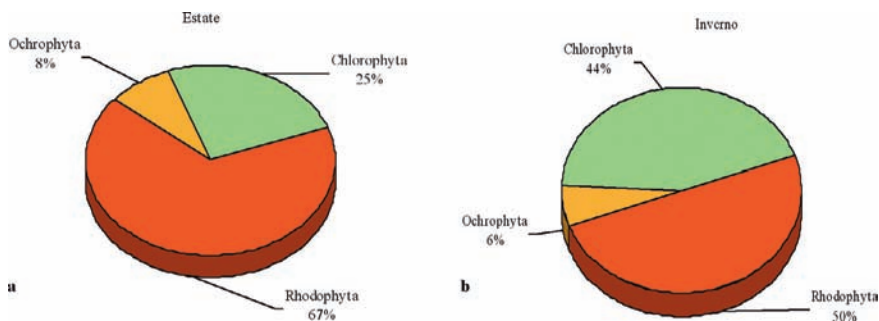 Estate
Ochrophyta
8%
Chlorophyta
25%
Rhodophyta
67%
a
Inverno
Chlorophyta
44%
Ochrophyta
6%
Rhodophyta
50%
b